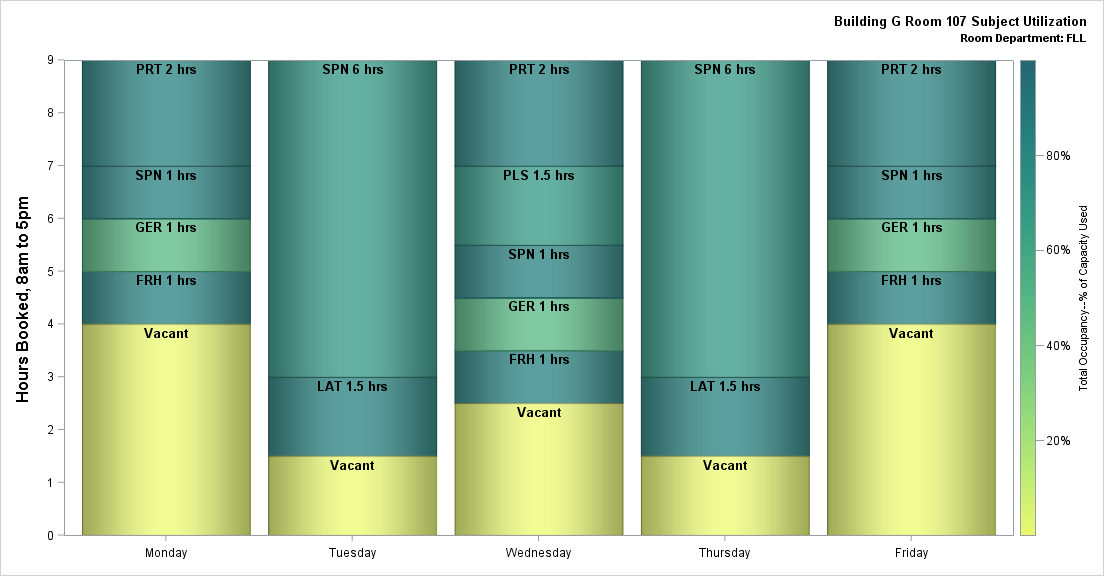 Building G Room 107 Subject Utilization
Room Department: FLL
Hours Booked, 8am to 5pm
9
8
7
6
5
4
3
2
1
0
PRT 2 hrs
SPN 1 hrs
GER 1 hrs
FRH 1 hrs
Vacant
SPN 6 hrs
LAT 1.5 hrs
Vacant
PRT 2 hrs
PLS 1.5 hrs
SPN 1 hrs
GER 1 hrs
FRH 1 hrs
Vacant
SPN 6 hrs
LAT 1.5 hrs
Vacant
PRT 2 hrs
SPN 1 hrs
GER 1 hrs
FRH 1 hrs
Vacant
Monday
Tuesday
Wednesday
Thursday
Friday
80%
60%
40%
20%
Total Occupancy--% of Capacity Used